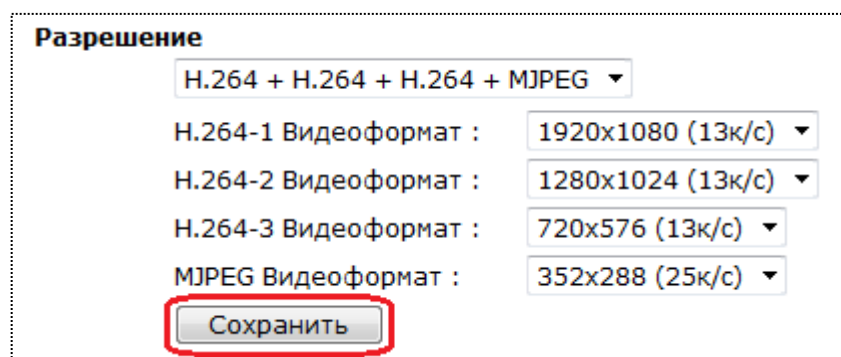 Разрешение
H.264 + H.264 + H.264 + MJPEG
H.264-1 Видеоформат : 1920x1080 (13к/с)
H.264-2 Видеоформат : 1280x1024 (13к/с)
H.264-3 Видеоформат : 720x576 (13к/с)
MJPEG Видеоформат : 352x288 (25к/с)
Сохранить